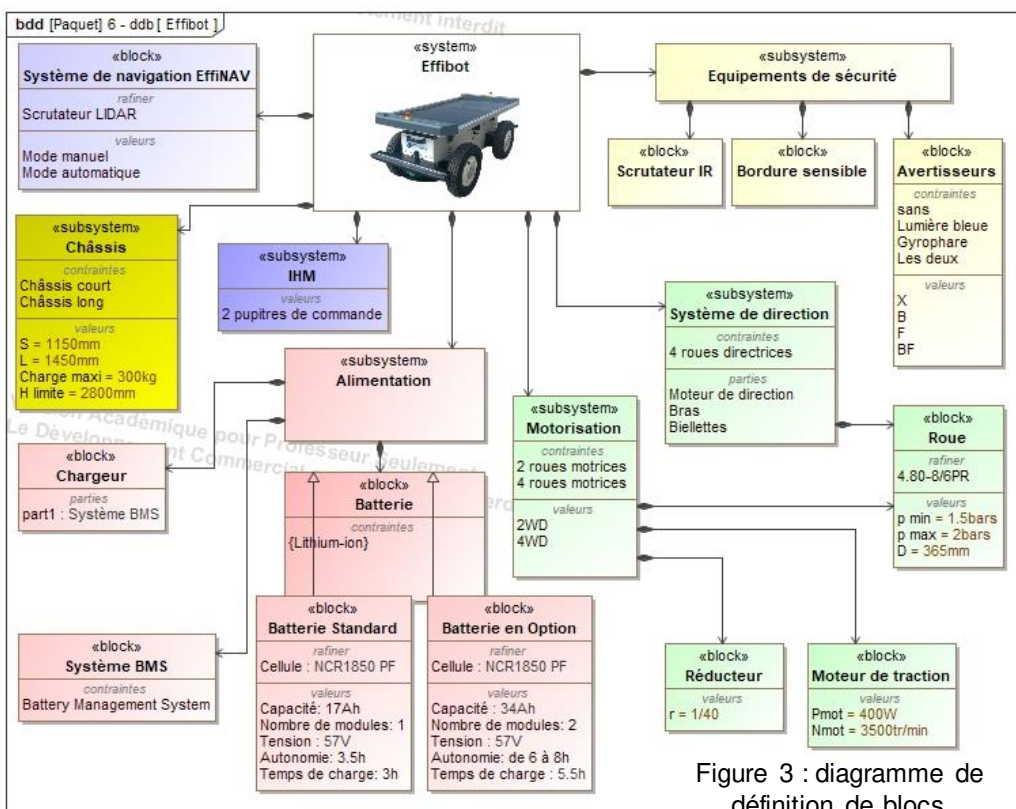 bdd [Paquet] 6 - ddb [ Effibot ]
«block»
Système de navigation EffiNAV
rafiner
Scrutateur LIDAR
valeurs
Mode manuel
Mode automatique
«system»
Effibot
«subsystem»
Equipements de sécurité
«block»
Scrutateur IR
«block»
Bordure sensible
«block»
Avertisseurs
contraintes
sans
Lumière bleue
Gyrophare
Les deux
valeurs
X
B
F
BF
«subsystem»
Châssis
contraintes
Châssis court
Châssis long
valeurs
S = 1150mm
L = 1450mm
Charge maxi = 300kg
H limite = 2800mm
«subsystem»
IHM
valeurs
2 pupitres de commande
«subsystem»
Système de direction
contraintes
4 roues directrices
parties
Moteur de direction
Bras
Biellettes
«subsystem»
Alimentation
«subsystem»
Motorisation
contraintes
2 roues motrices
4 roues motrices
valeurs
2WD
4WD
«block»
Roue
rafiner
4.80-8/6PR
valeurs
p min = 1.5bars
p max = 2bars
D = 365mm
«block»
Chargeur
parties
part1 : Système BMS
«block»
Batterie
contraintes
{Lithium-ion}
«block»
Système BMS
contraintes
Battery Management System
«block»
Batterie Standard
rafiner
Cellule : NCR1850 PF
valeurs
Capacité: 17Ah
Nombre de modules: 1
Tension : 57V
Autonomie: 3.5h
Temps de charge: 3h
«block»
Batterie en Option
rafiner
Cellule : NCR1850 PF
valeurs
Capacité : 34Ah
Nombre de modules: 2
Tension : 57V
Autonomie: de 6 à 8h
Temps de charge : 5.5h
«block»
Réducteur
valeurs
r = 1/40
«block»
Moteur de traction
valeurs
Pmot = 400W
Nmot = 3500tr/min
Figure 3 : diagramme de
définition de blocs
interdit
Académique pour Professeur seulement
Le
Commercial